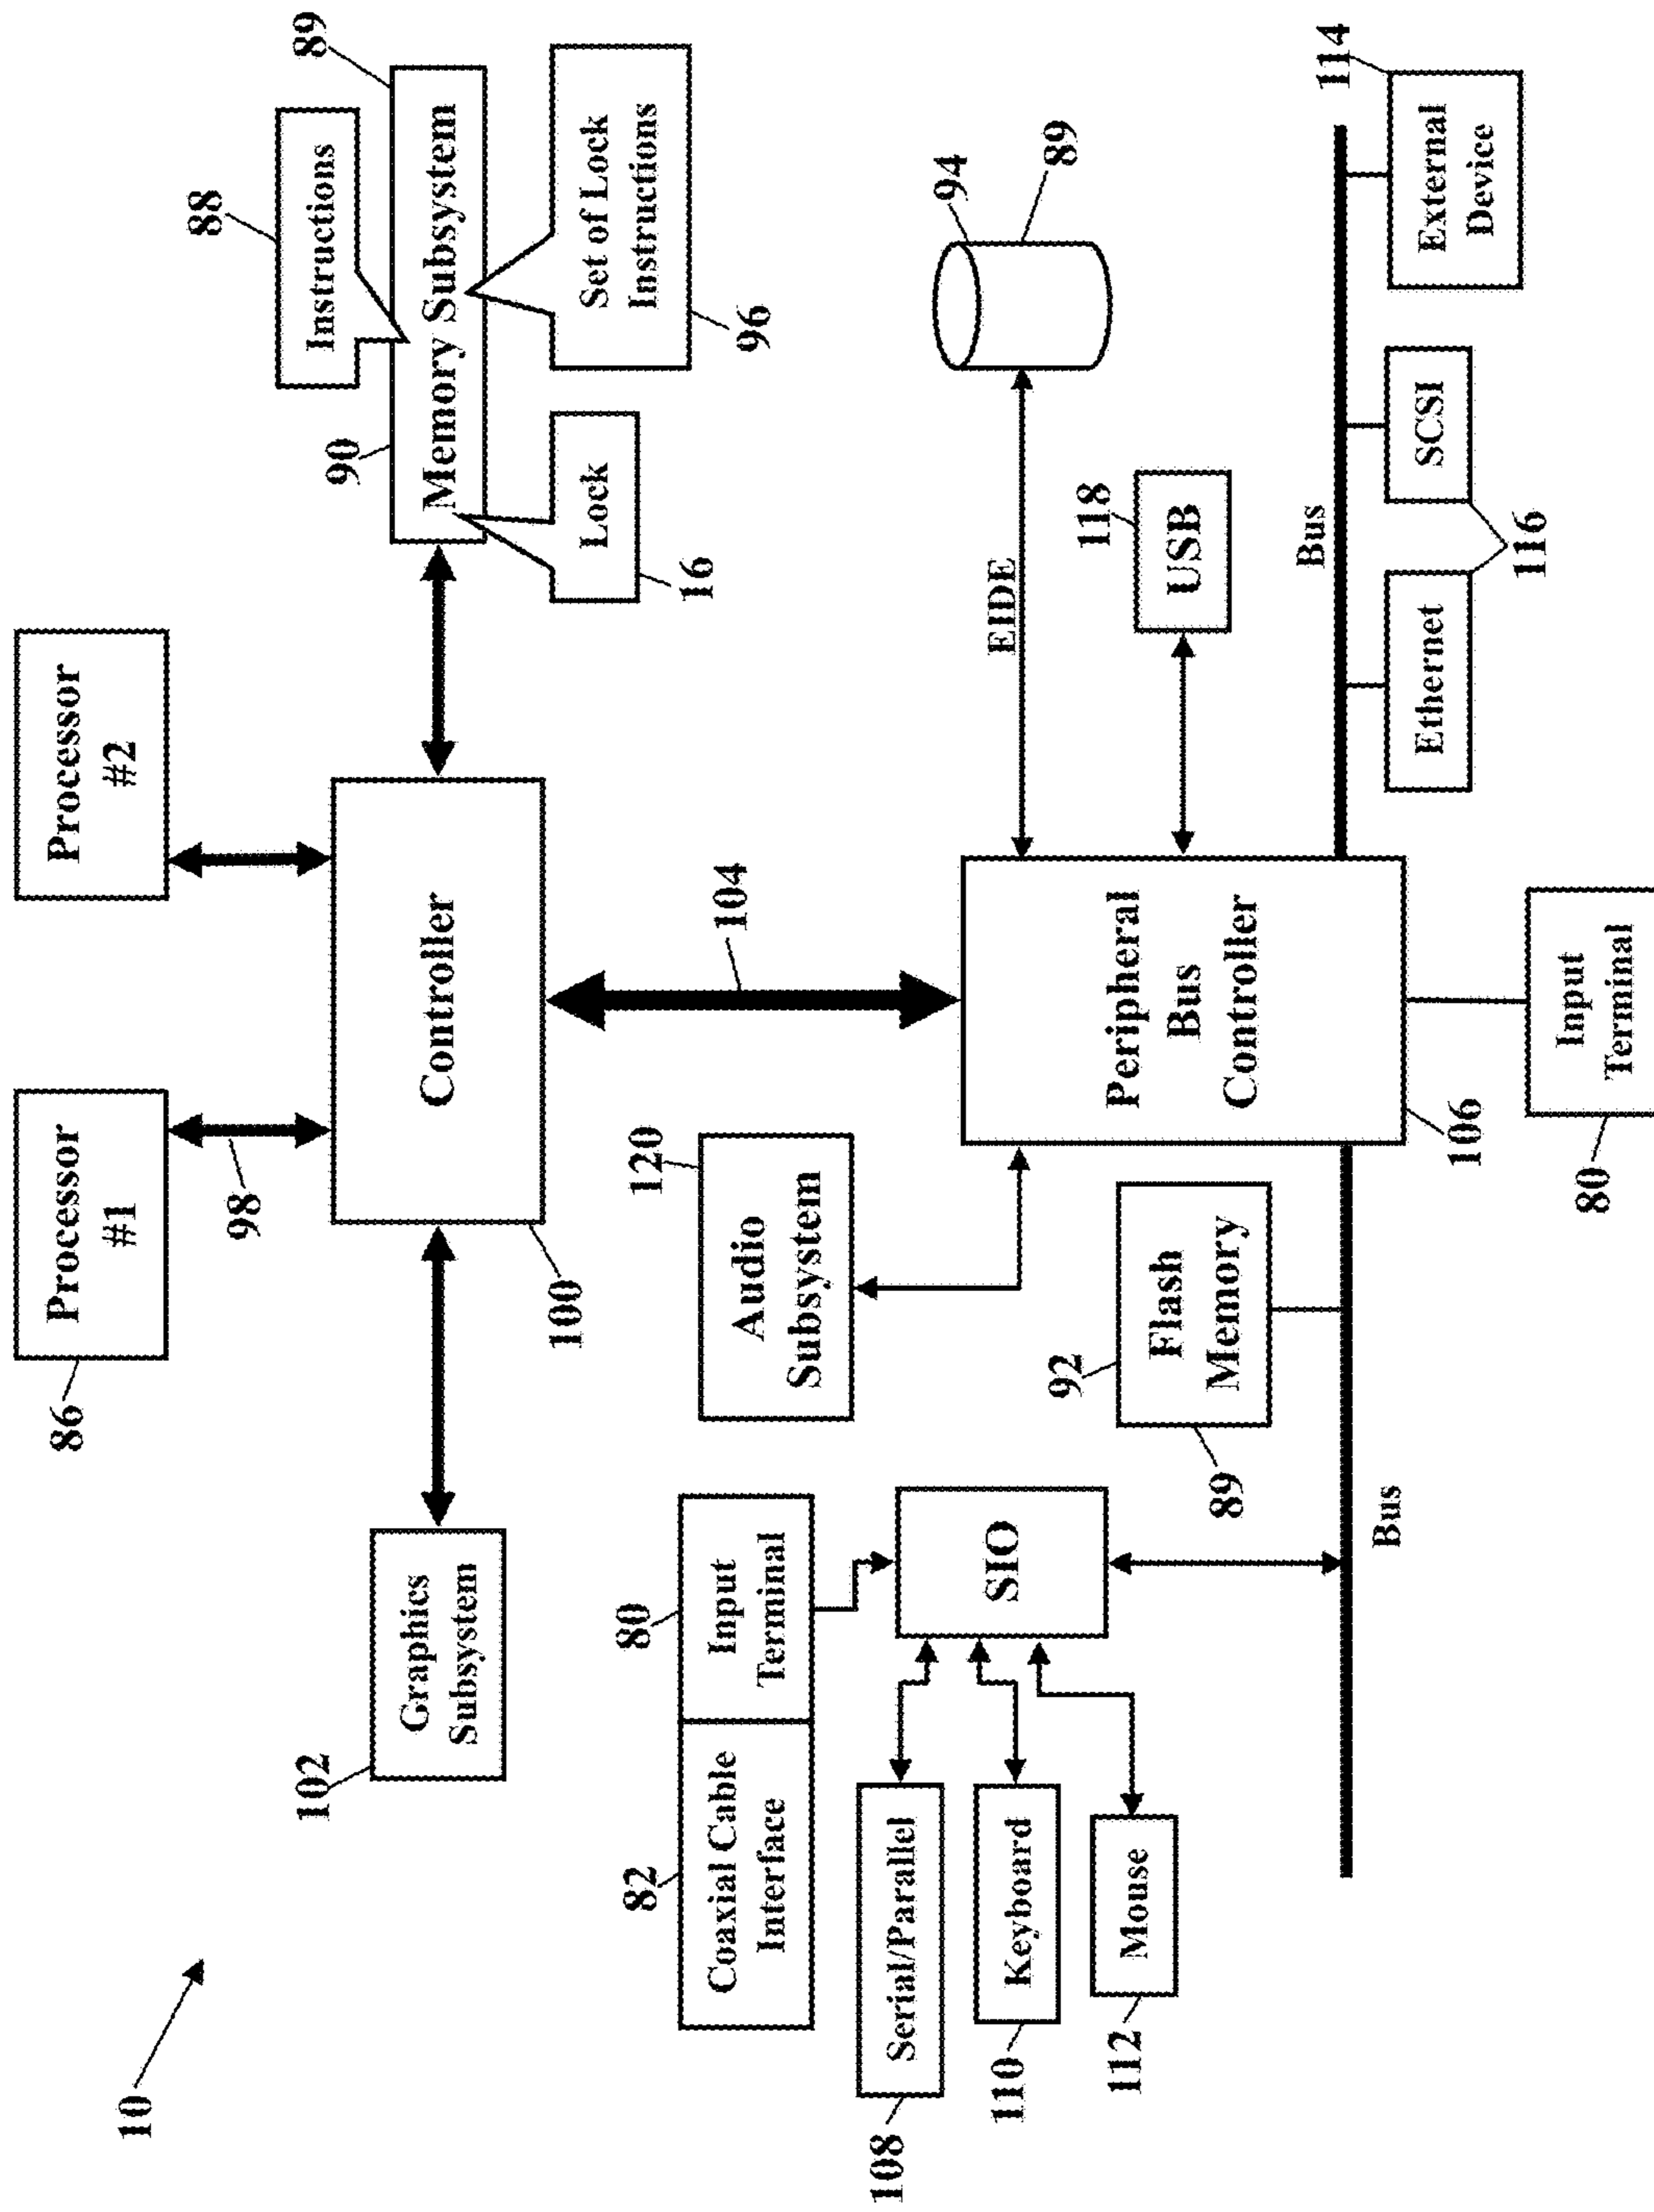 10
86
Processor
#1
98
Processor
#2
Controller
100
102
Graphics
Subsystem
88
Instructions
89
90
Memory Subsystem
Lock
16
Set of Lock
Instructions
96
104
82
Coaxial Cable
Interface
80
Input
Terminal
120
Audio
Subsystem
108
Serial/Parallel
110
Keyboard
112
Mouse
SIO
92
Flash
Memory
89
Peripheral
Bus
Controller
106
EIDE
94
89
118
USB
Bus
Bus
Input
Terminal
80
Ethernet
SCSI
116
External
Device
114